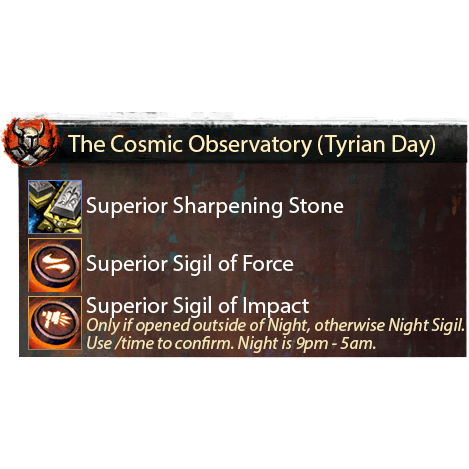 The Cosmic Observatory (Tyrian Day)
Superior Sharpening Stone
Superior Sigil of Force
Superior Sigil of Impact
Only if opened outside of Night, otherwise Night Sigil.
Use /time to confirm. Night is 9pm - 5am.